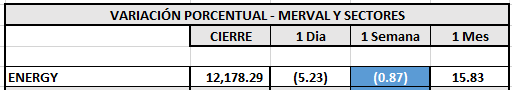 VARIACIÓN PORCENTUAL - MERVAL Y SECTORES
CIERRE 1 Dia 1 Semana 1 Mes
ENERGY 12,178.29 (5.23) (0.87) 15.83